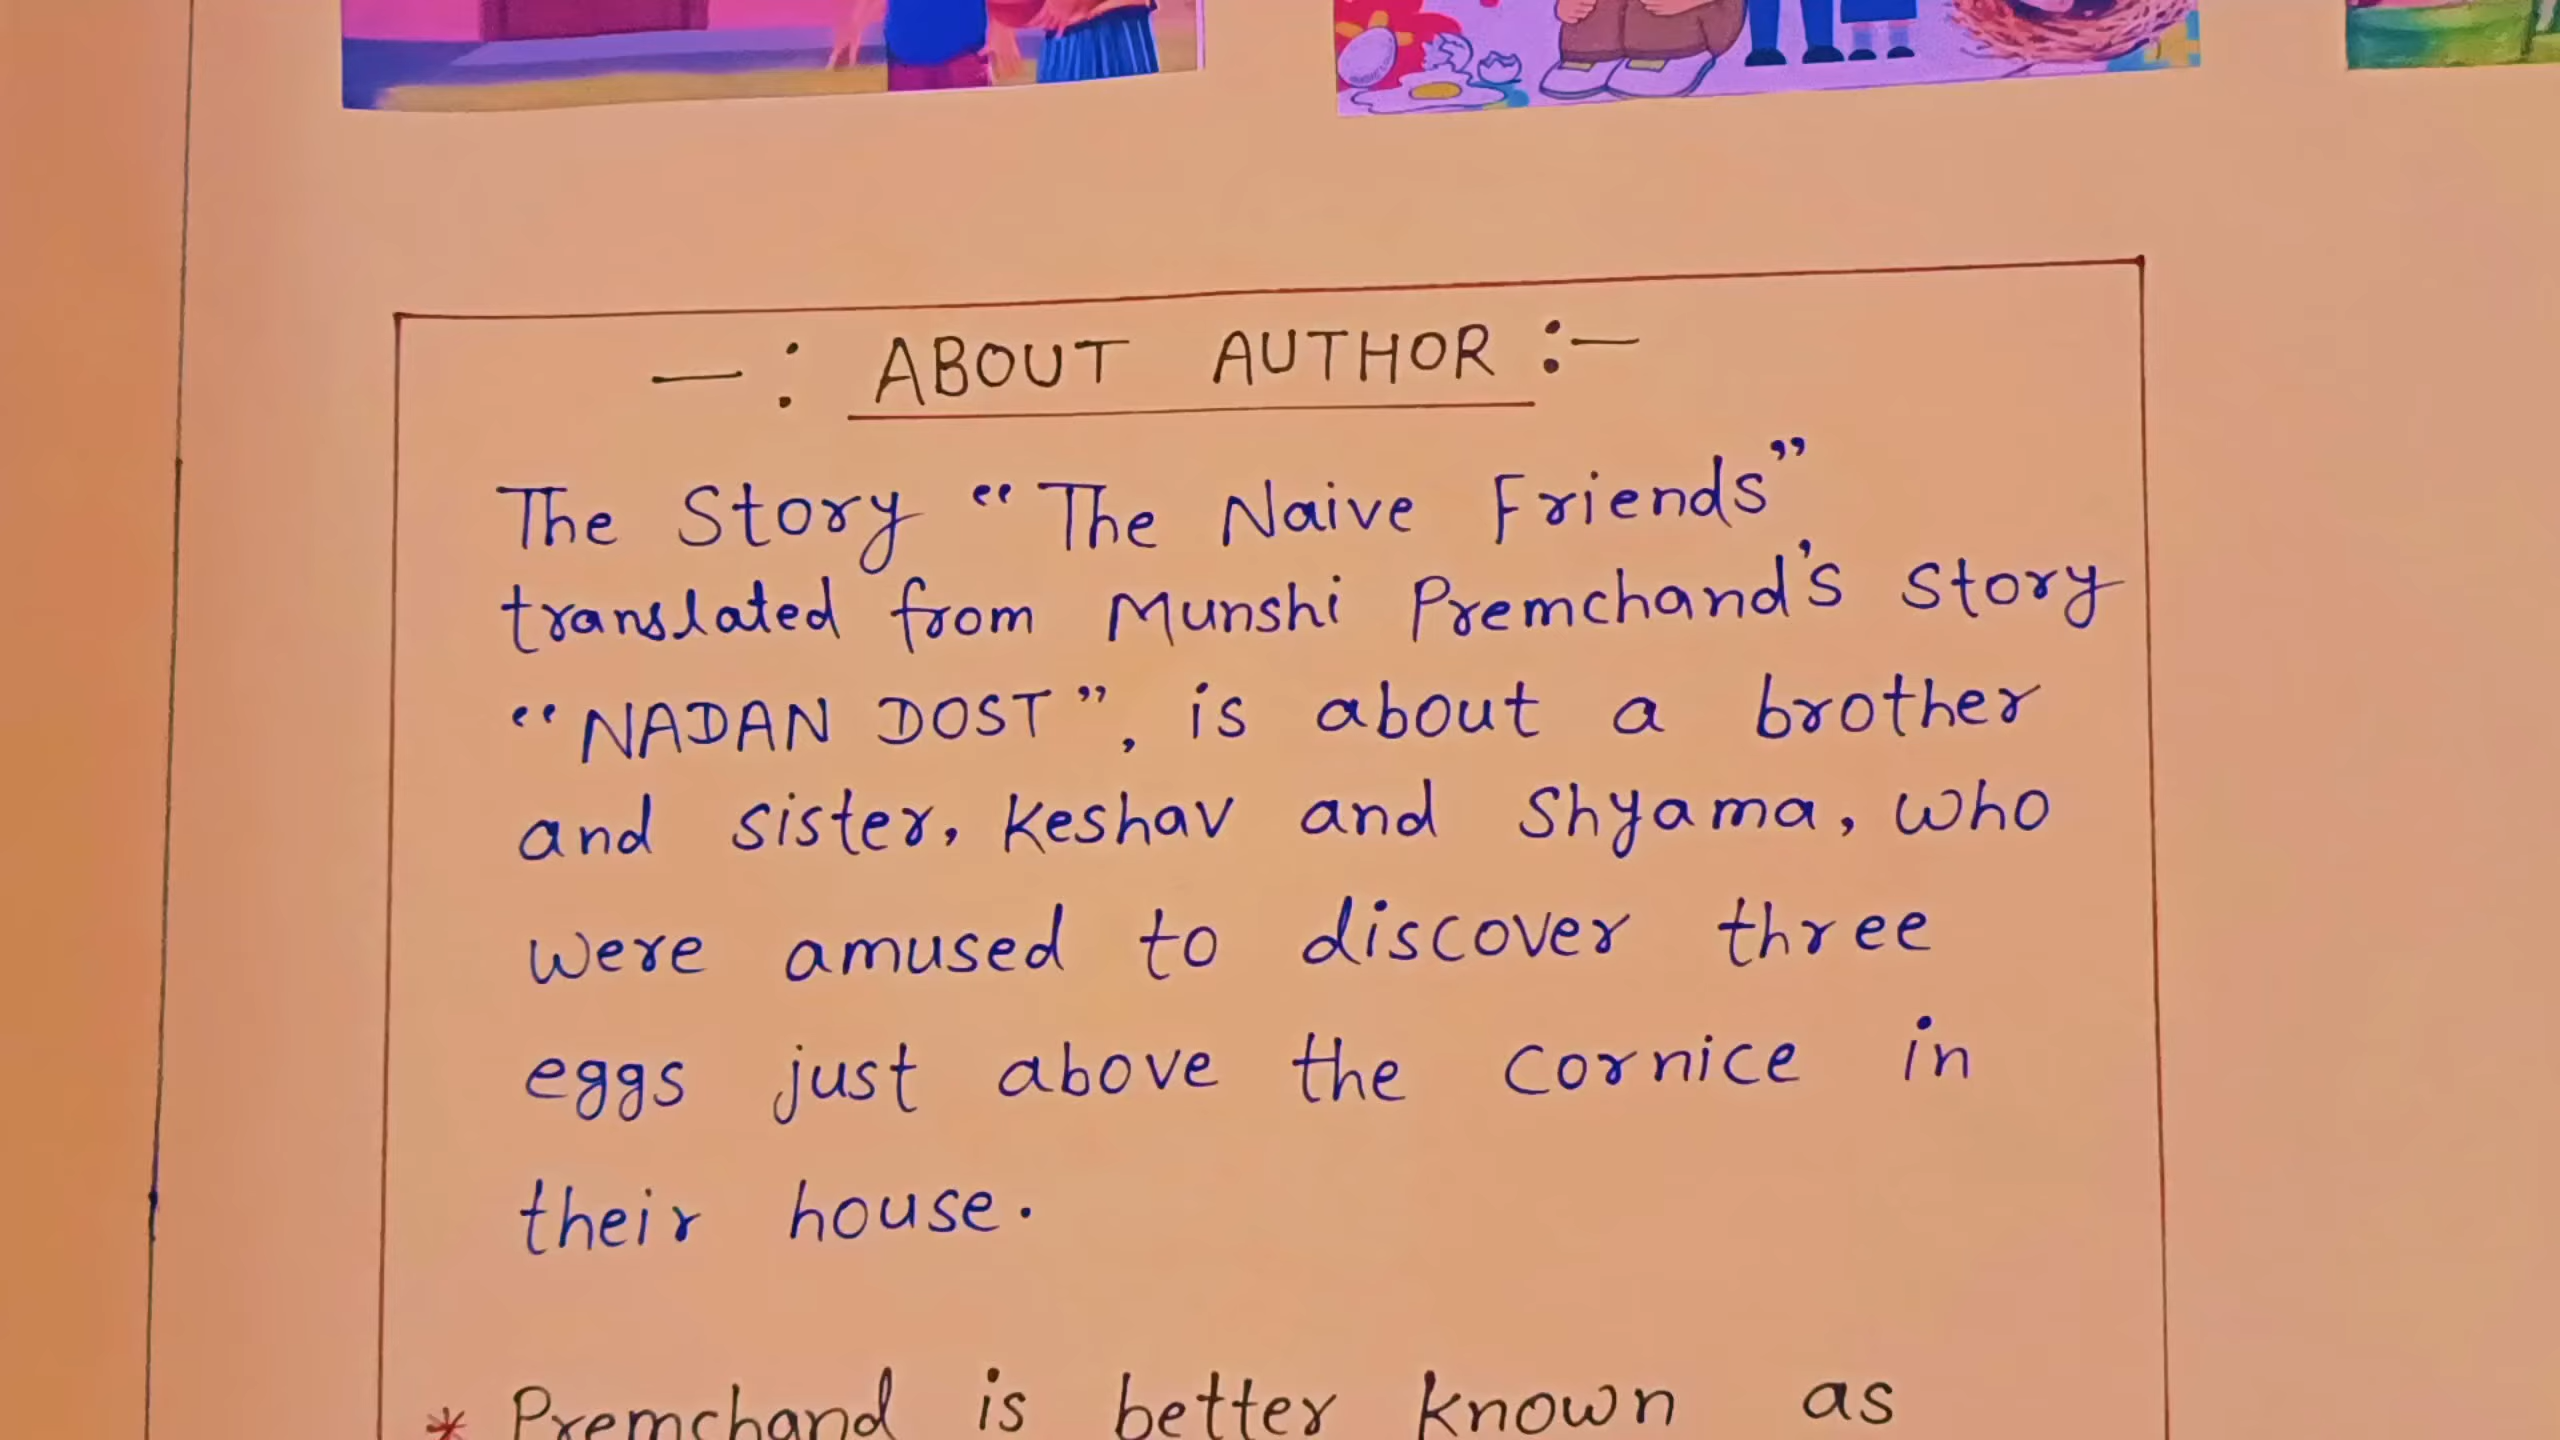 —: ABOUT AUTHOR :—
The Story “The Naive Friends”
translated from Munshi Premchand's story
“NADAN DOST”, is about a brother
and sister, Keshav and Shyama, who
were amused to discover three
eggs just above the cornice in
their house.
* Premchand is better known as